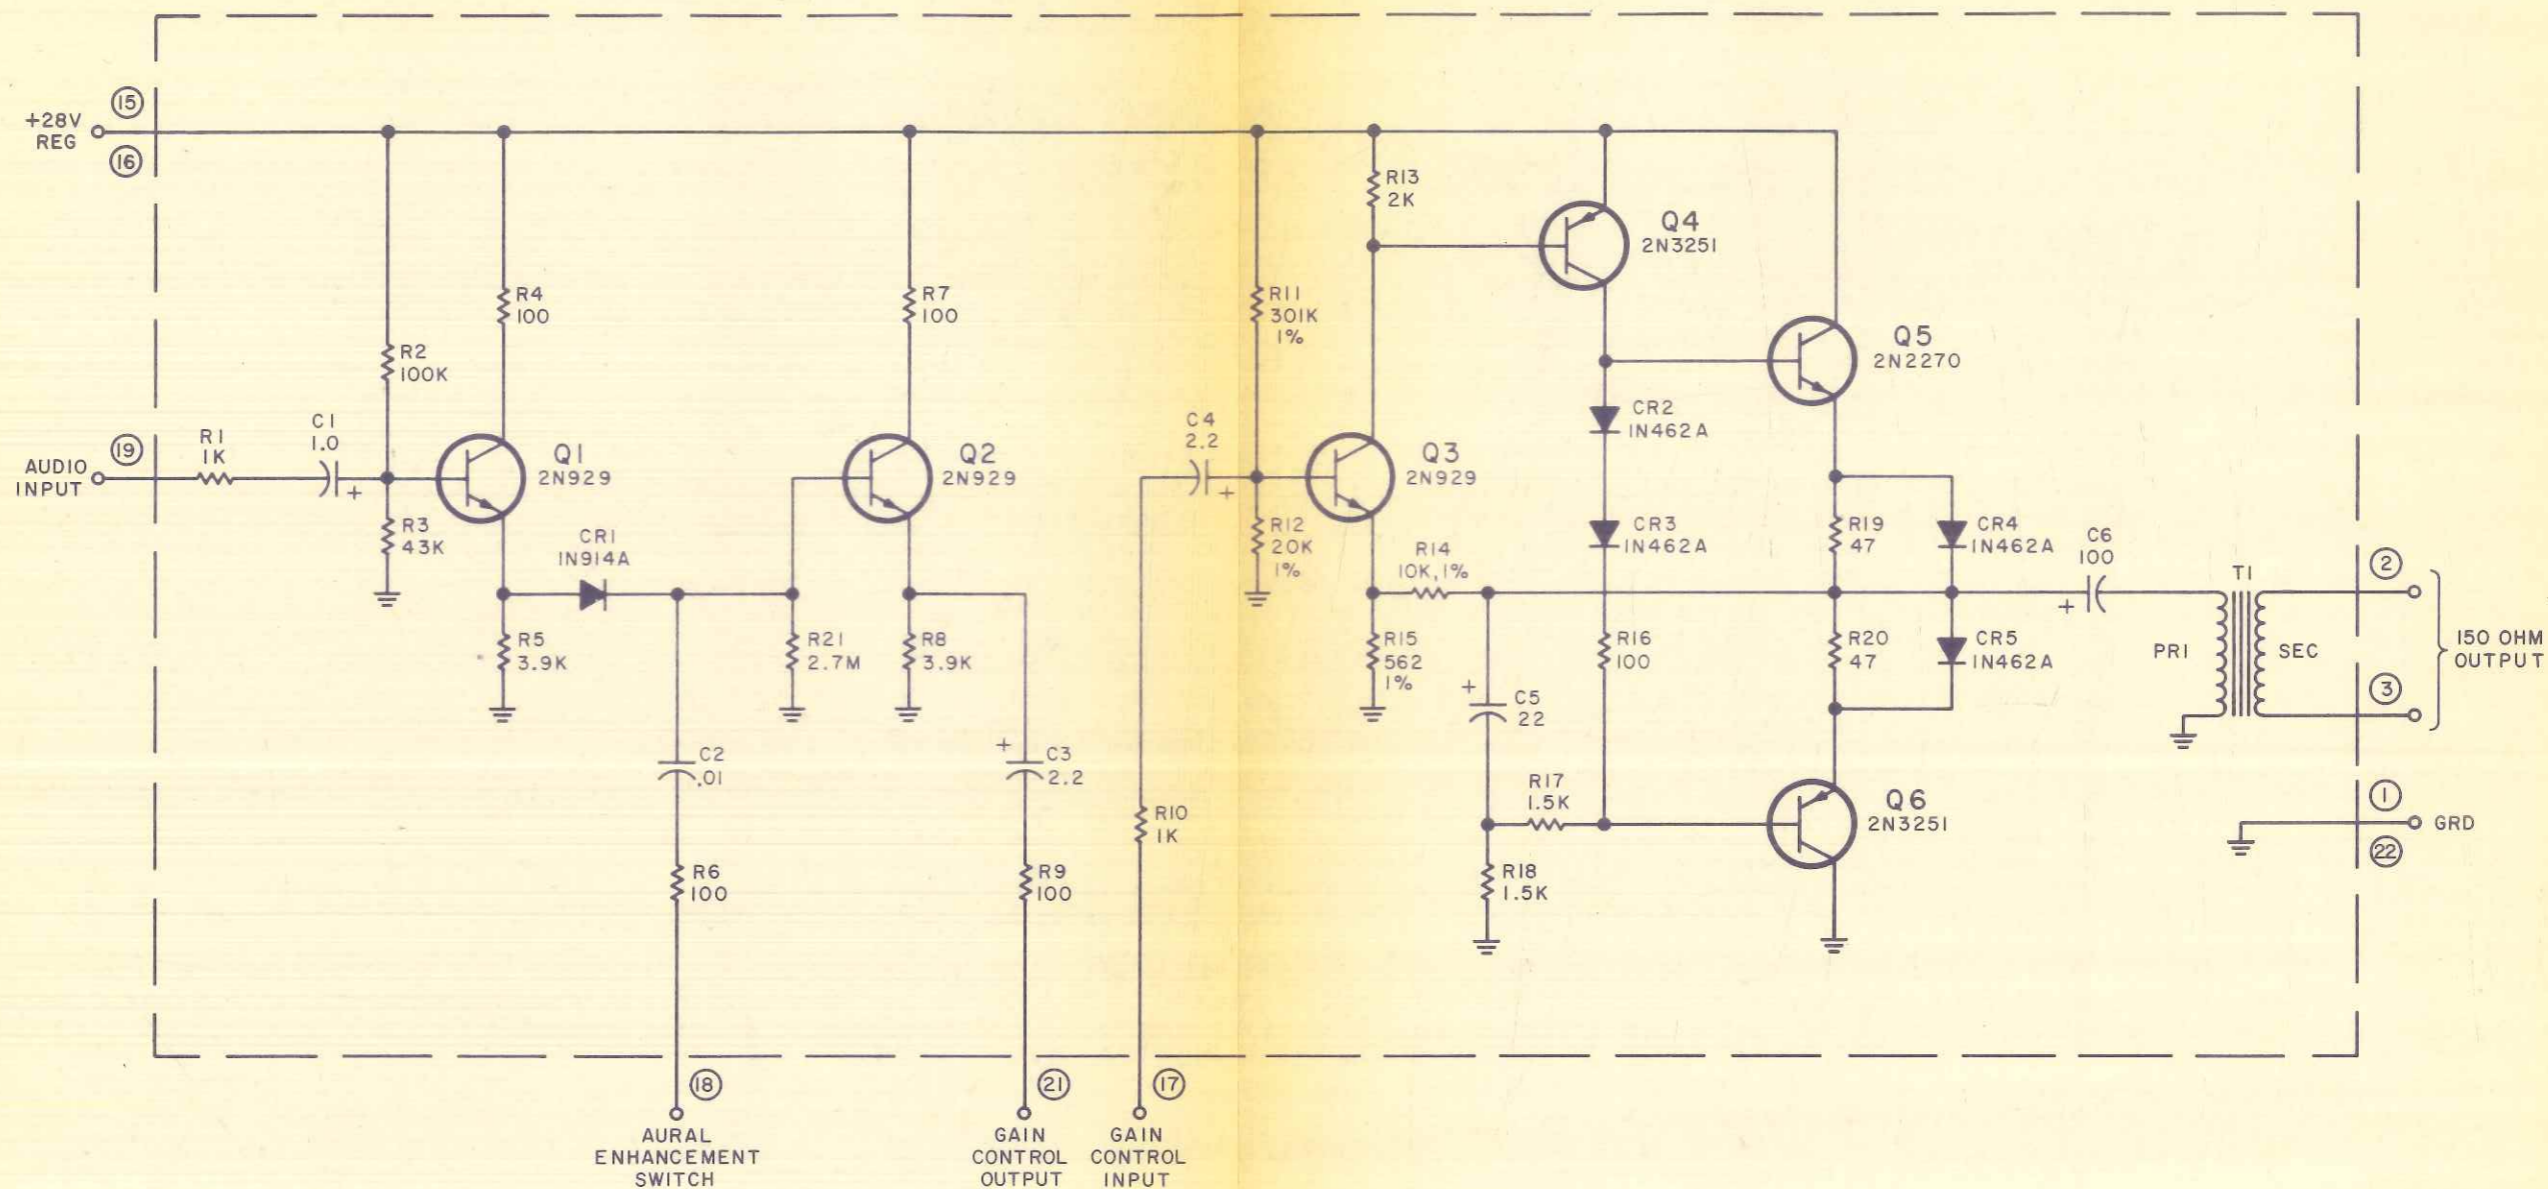 15
+28V
REG
16
R13
2K
Q4
2N3251
R4
100
R7
100
R11
301K
1%
Q5
2N2270
R2
100K
CR2
1N462A
C1
1.0
R1
1K
19
AUDIO
INPUT
+
Q1
2N929
Q2
2N929
C4
2.2
+
Q3
2N929
R3
43K
CR1
1N914A
R12
20K
1%
R14
10K, 1%
CR3
1N462A
R19
47
CR4
1N462A
C6
100
+
T1
2
R5
3.9K
R21
2.7M
R8
3.9K
R15
562
1%
R16
100
R20
47
CR5
1N462A
PRI
SEC
150 OHM
OUTPUT
3
+
C5
22
C2
.01
+
C3
2.2
R10
1K
R17
1.5K
Q6
2N3251
1
GRD
22
R6
100
R9
100
R18
1.5K
18
21
17
AURAL
ENHANCEMENT
SWITCH
GAIN
CONTROL
OUTPUT
GAIN
CONTROL
INPUT